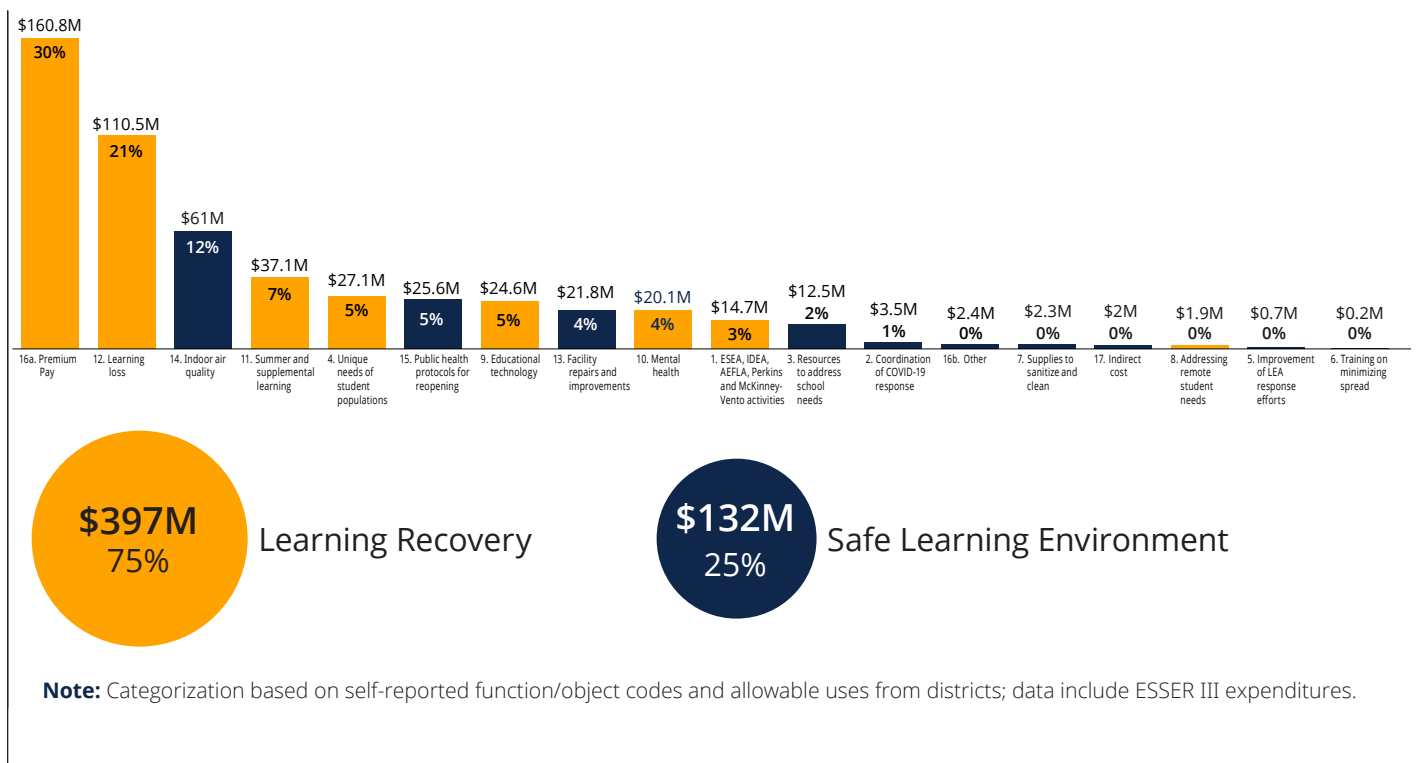 $160.8M
30%
$110.5M
21%
$61M
12%
$37.1M
7%
$27.1M
5%
$25.6M
5%
$24.6M
5%
$21.8M
4%
$20.1M
4%
$14.7M
3%
$12.5M
2%
$3.5M
1%
$2.4M
0%
$2.3M
0%
$2M
0%
$1.9M
0%
$0.7M
0%
$0.2M
0%
16a. Premium
Pay
12. Learning
loss
14. Indoor air
quality
11. Summer and
supplemental
learning
4. Unique
needs of
student
populations
15. Public health
protocols for
reopening
9. Educational
technology
13. Facility
repairs and
improvements
10. Mental
health
1. ESEA, IDEA,
AEFLA, Perkins
and McKinney-
Vento activities
3. Resources
to address
school
needs
2. Coordination
of COVID-19
response
16b. Other
7. Supplies to
sanitize and
clean
17. Indirect
cost
8. Addressing
remote
student
needs
5. Improvement
of LEA
response
efforts
6. Training on
minimizing
spread
$397M
75%
Learning Recovery
$132M
25%
Safe Learning Environment
Note: Categorization based on self-reported function/object codes and allowable uses from districts; data include ESSER III expenditures.